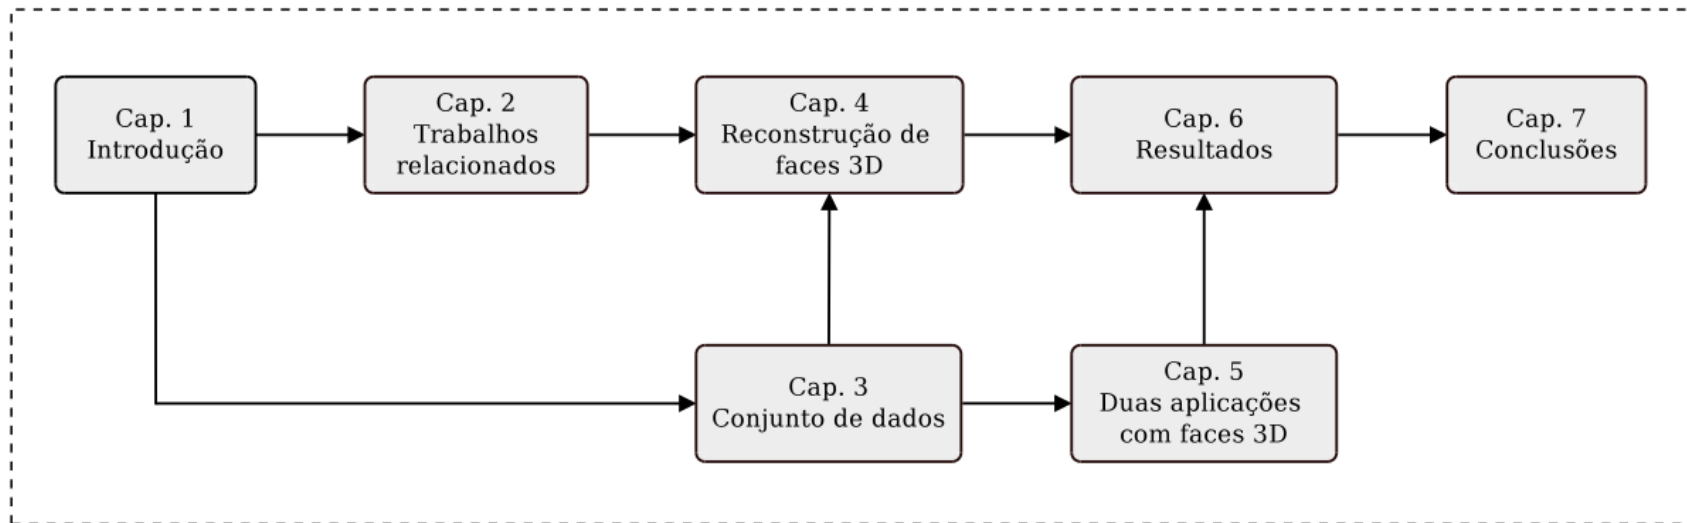 Cap. 1
Introdução
Cap. 2
Trabalhos
relacionados
Cap. 4
Reconstrução de
faces 3D
Cap. 6
Resultados
Cap. 7
Conclusões
Cap. 3
Conjunto de dados
Cap. 5
Duas aplicações
com faces 3D